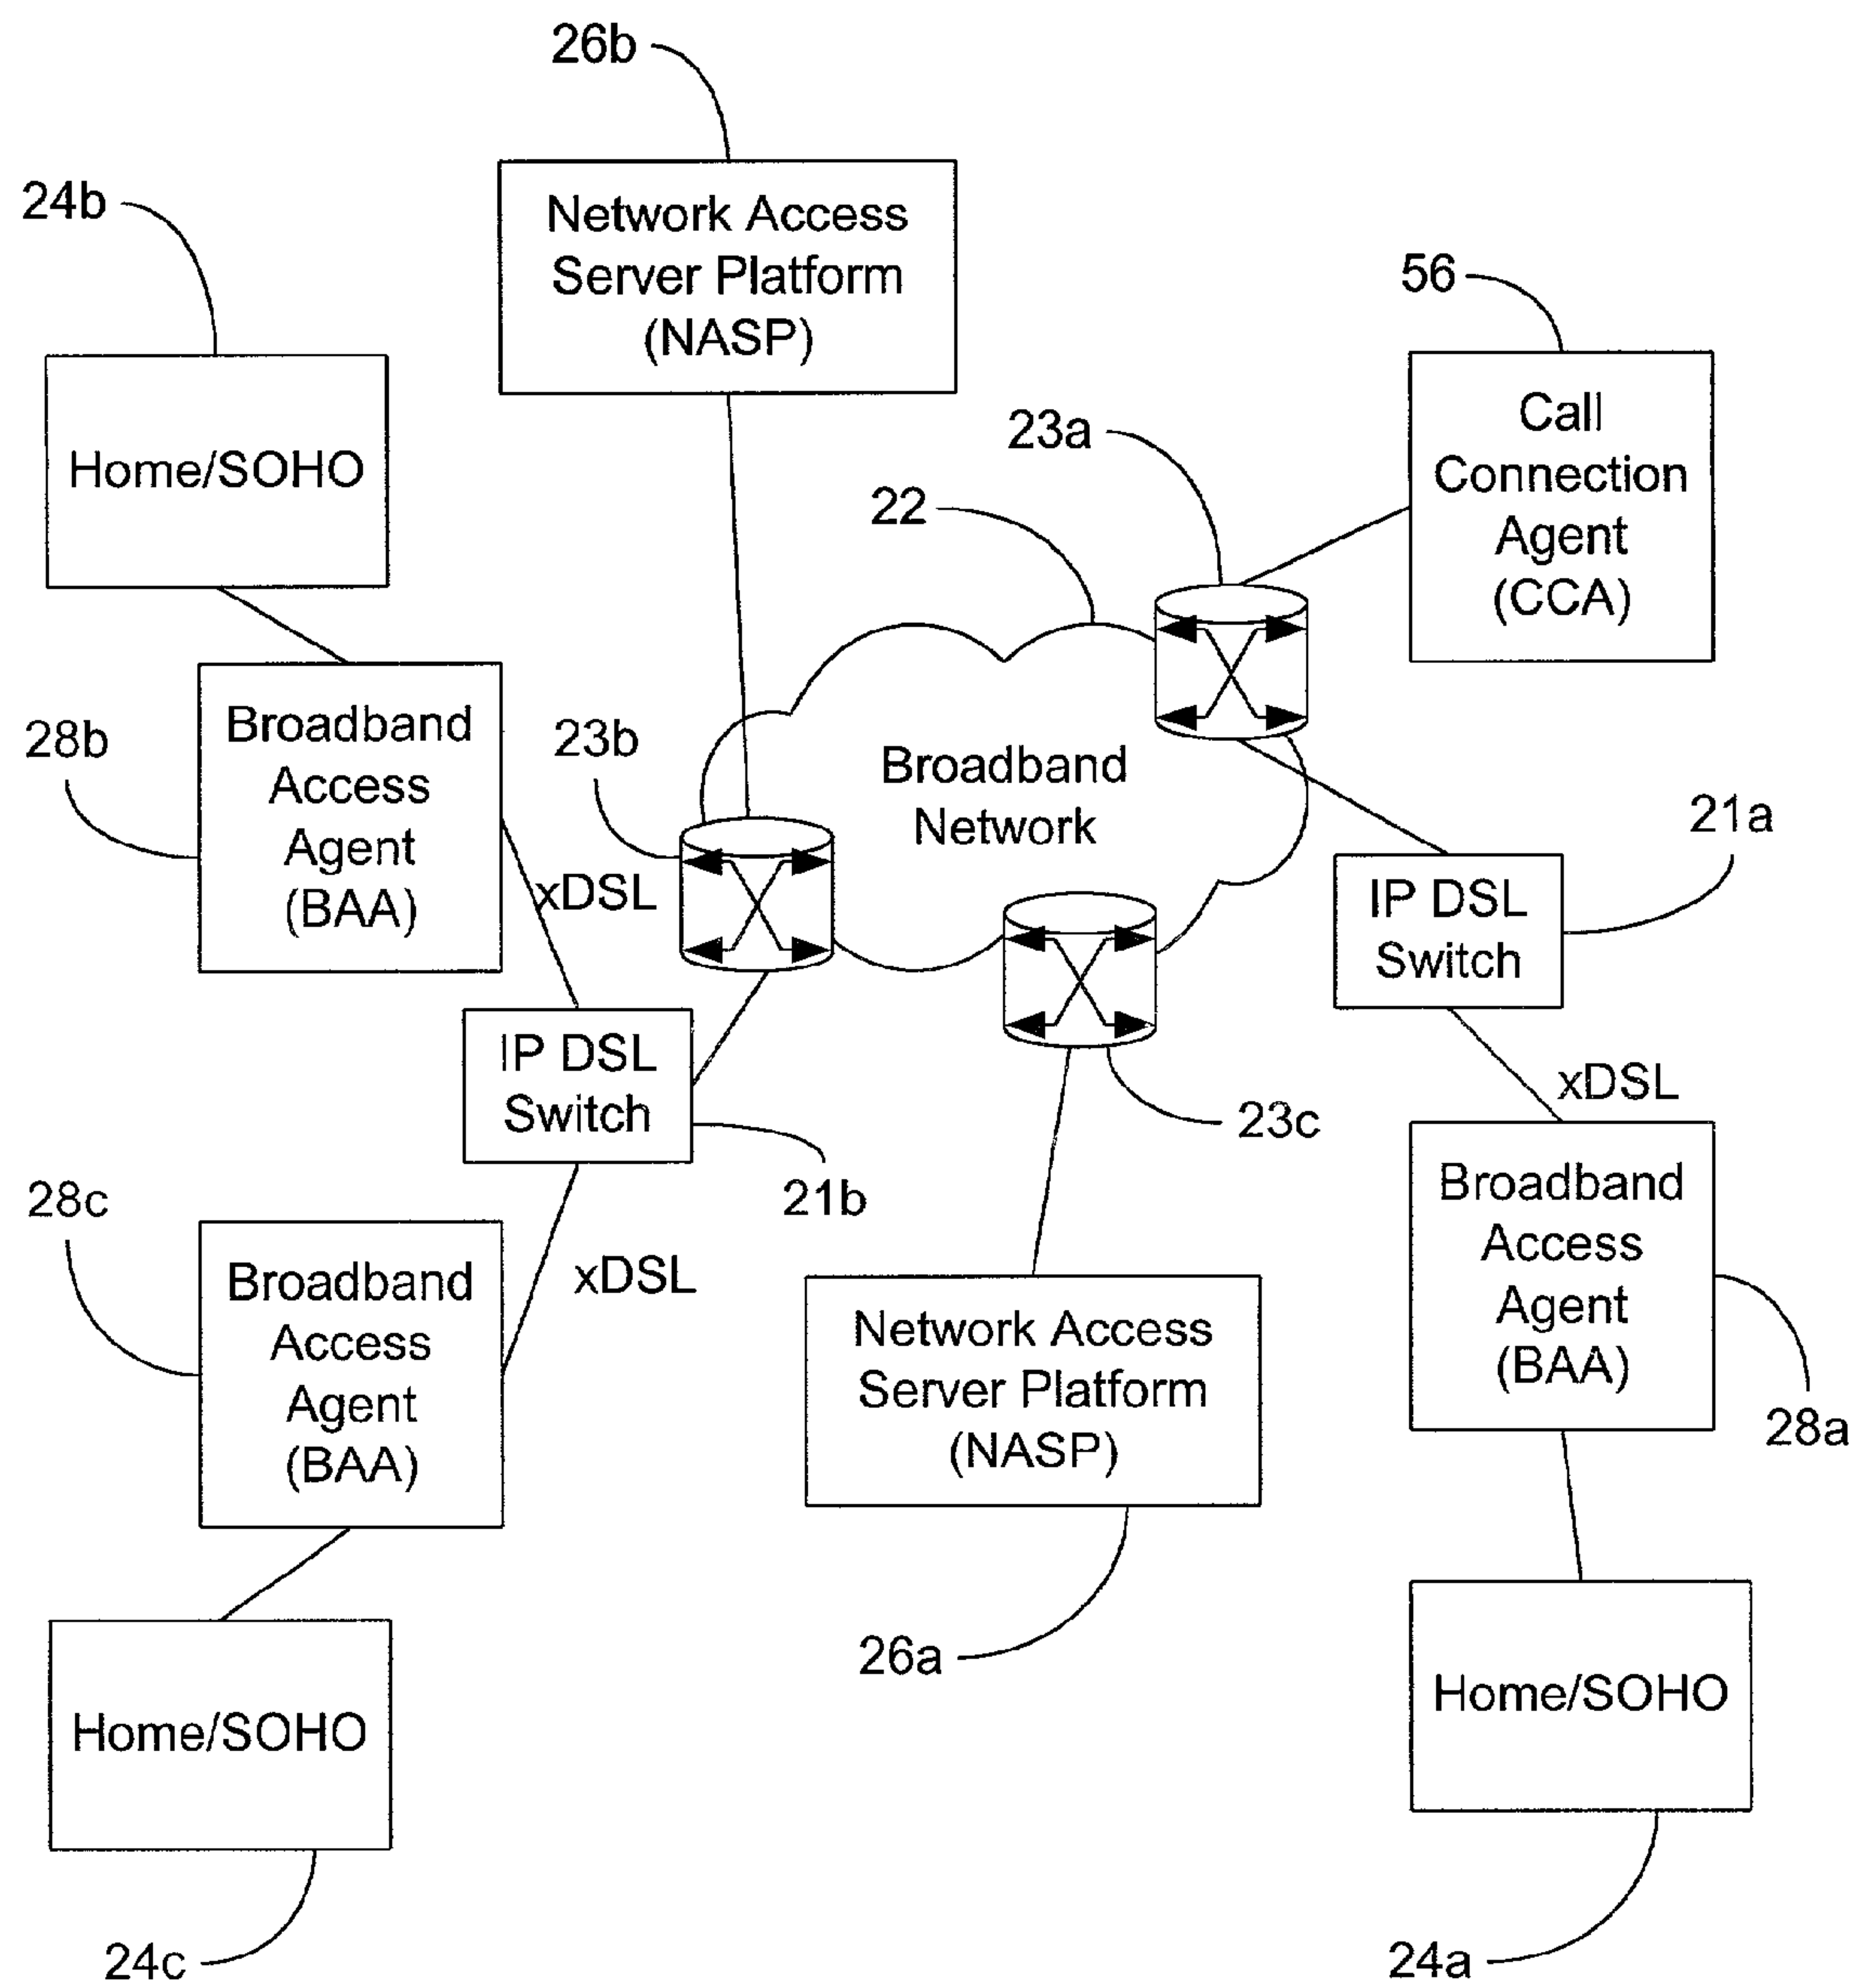 26b
24b
Network Access
Server Platform
(NASP)
56
Home/SOHO
23a
Call
Connection
Agent
(CCA)
22
28b
Broadband
Access
Agent
(BAA)
23b
xDSL
Broadband
Network
21a
IP DSL
Switch
IP DSL
Switch
xDSL
23c
21b
28c
Broadband
Access
Agent
(BAA)
xDSL
Network Access
Server Platform
(NASP)
Broadband
Access
Agent
(BAA)
28a
26a
Home/SOHO
Home/SOHO
24c
24a